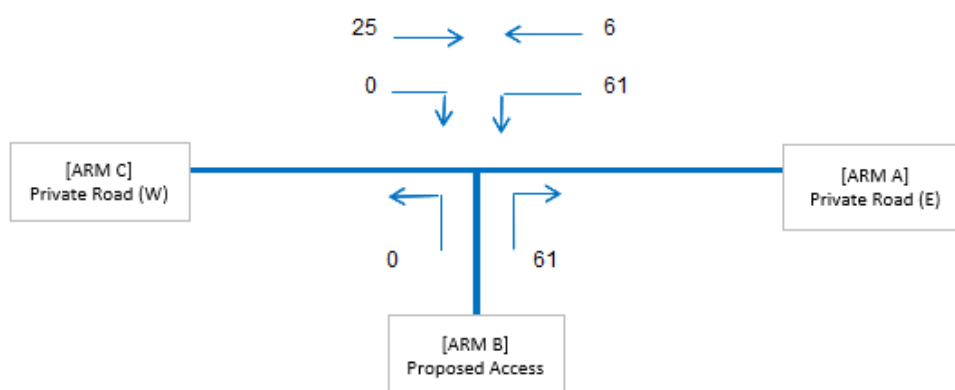 25
6
0
61
[ARM C]
Private Road (W)
[ARM A]
Private Road (E)
0
61
[ARM B]
Proposed Access